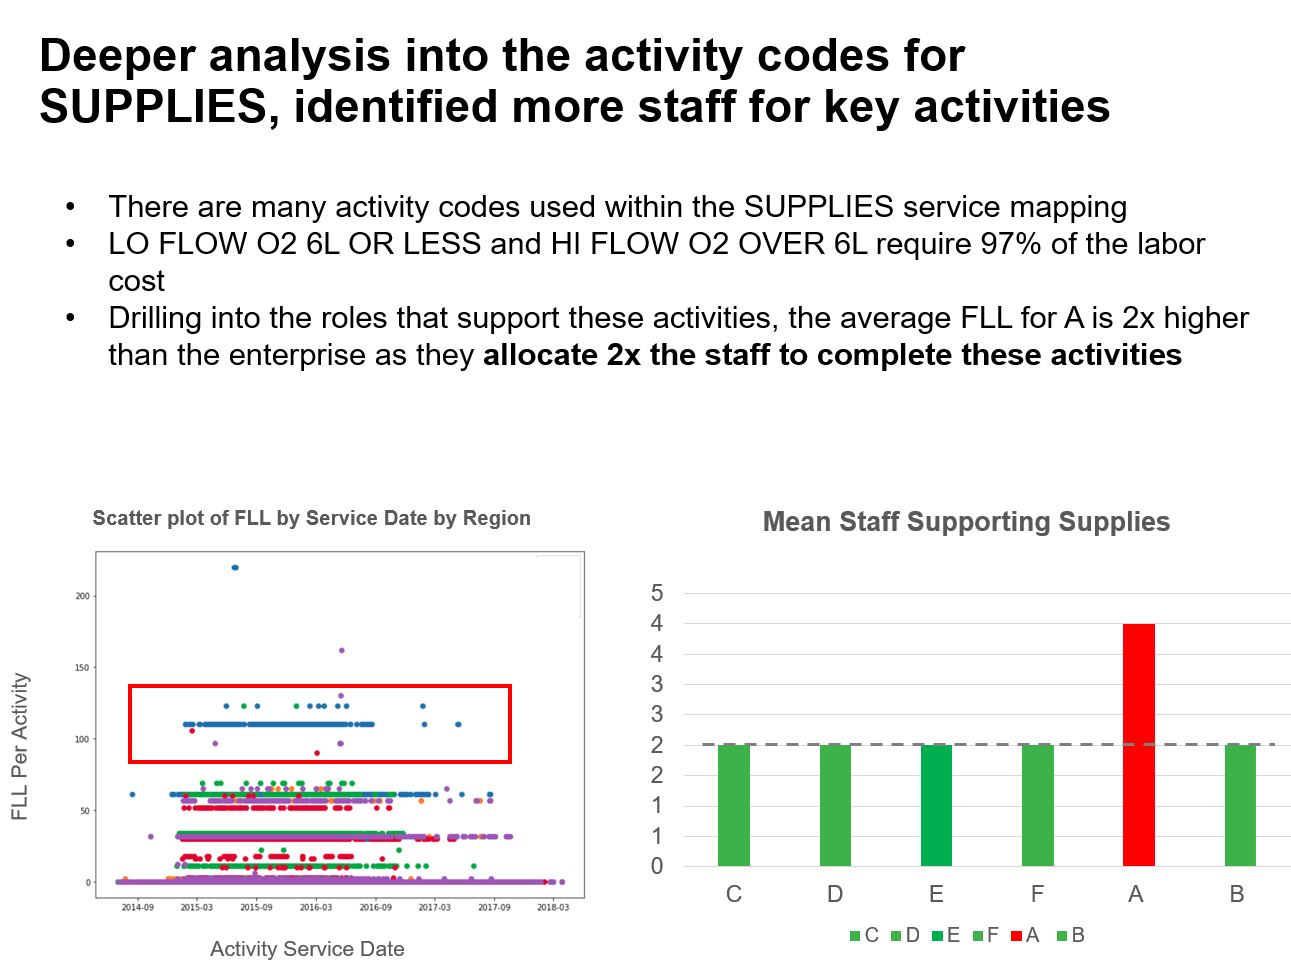 Deeper analysis into the activity codes for
SUPPLIES, identified more staff for key activities
• There are many activity codes used within the SUPPLIES service mapping
• LO FLOW O2 6L OR LESS and HI FLOW O2 OVER 6L require 97% of the labor
cost
• Drilling into the roles that support these activities, the average FLL for A is 2x higher
than the enterprise as they allocate 2x the staff to complete these activities
Scatter plot of FLL by Service Date by Region
FLL Per Activity
200
150
100
50
0
2014-09 2015-03 2015-09 2016-03 2016-09 2017-03 2017-09 2018-03
Activity Service Date
Mean Staff Supporting Supplies
5
4
4
3
3
2
2
1
1
0
C D E F A B
C D E F A B